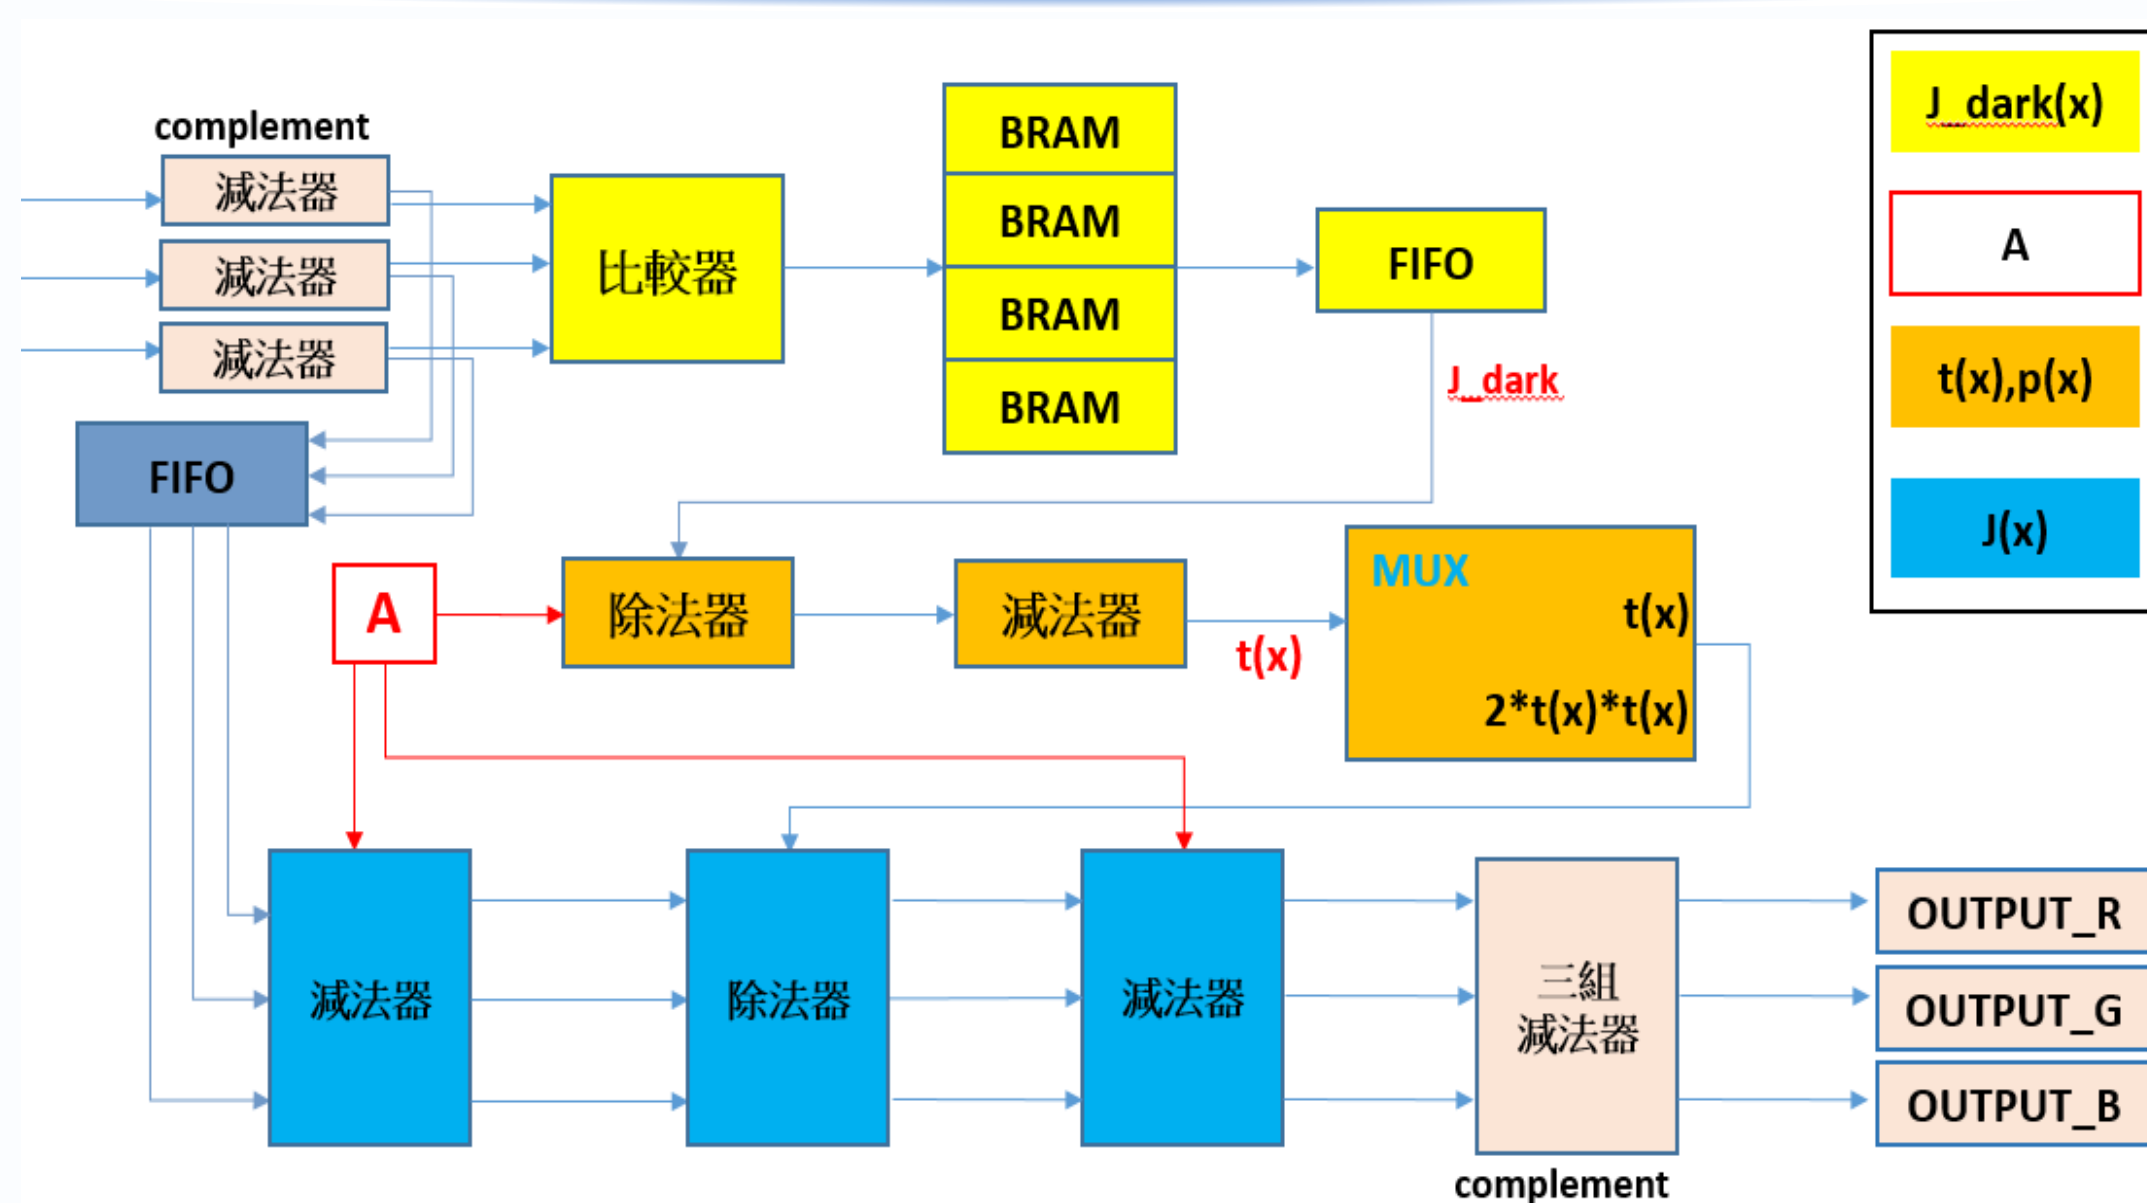 complement
減法器
減法器
減法器
比較器
BRAM
BRAM
BRAM
BRAM
FIFO
J_dark
FIFO
A
除法器
減法器
t(x)
MUX
t(x)
2*t(x)*t(x)
減法器
除法器
減法器
三組
減法器
complement
OUTPUT_R
OUTPUT_G
OUTPUT_B
J_dark(x)
A
t(x),p(x)
J(x)